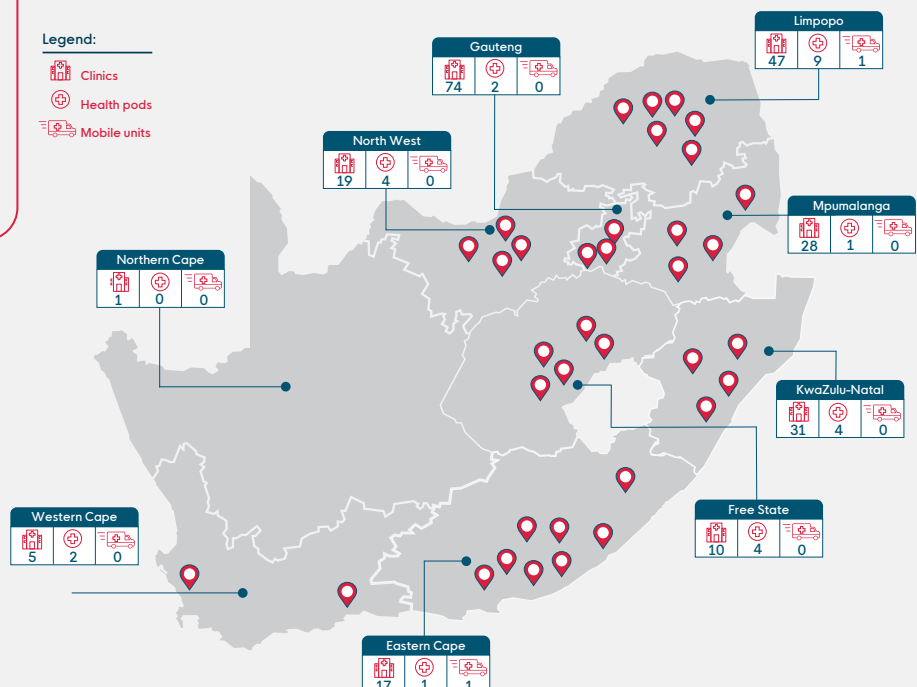 Legend:
Clinics
Health pods
Mobile units
Limpopo
47 9 1
Gauteng
74 2 0
North West
19 4 0
Mpumalanga
28 1 0
Northern Cape
1 0 0
KwaZulu-Natal
31 4 0
Free State
10 4 0
Western Cape
5 2 0
Eastern Cape
17 1 1